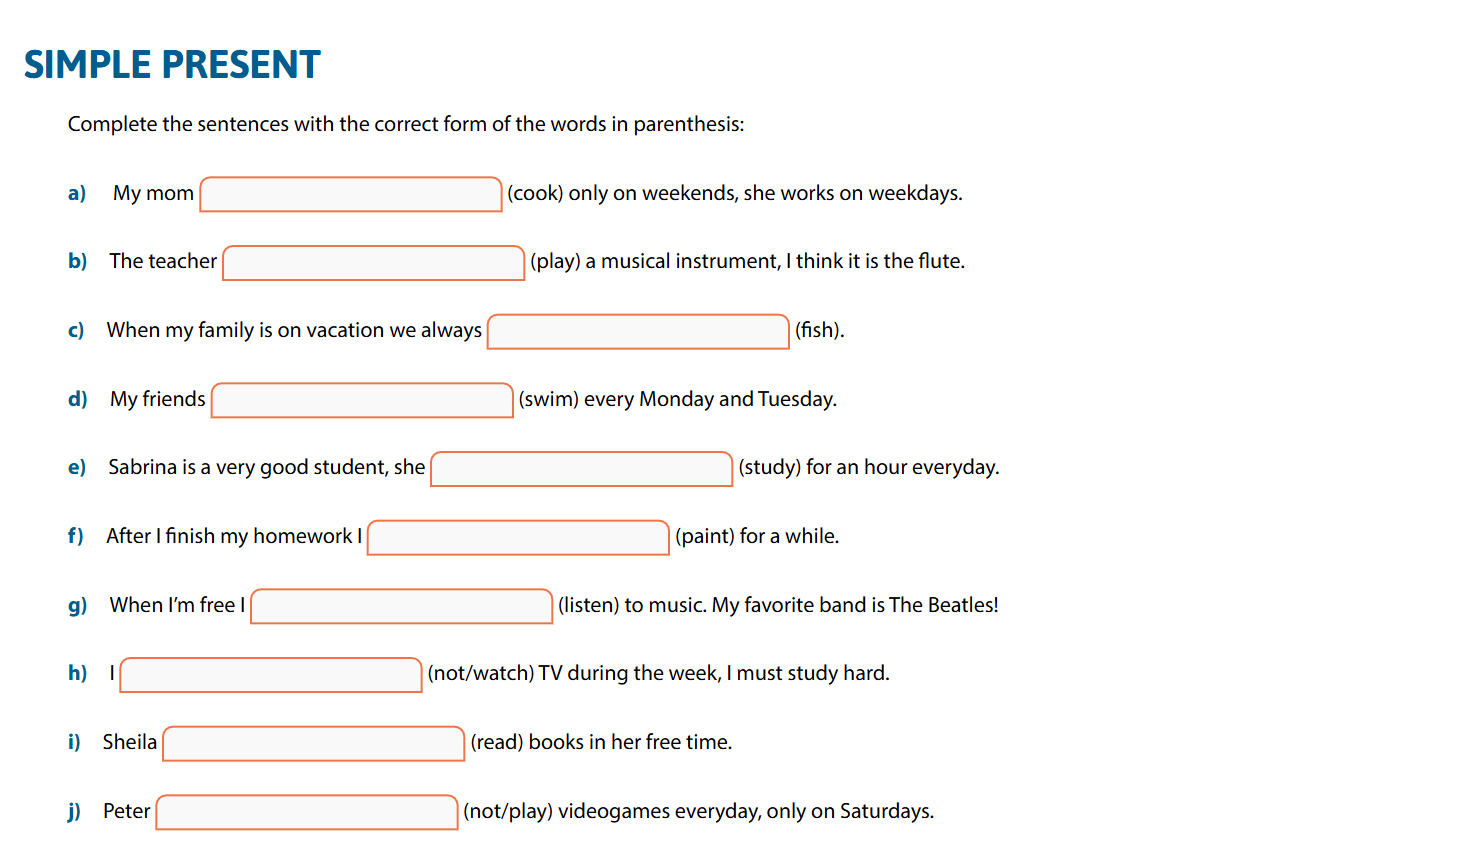 SIMPLE PRESENT
Complete the sentences with the correct form of the words in parenthesis:
a) My mom (cook) only on weekends, she works on weekdays.
b) The teacher (play) a musical instrument, I think it is the flute.
c) When my family is on vacation we always (fish).
d) My friends (swim) every Monday and Tuesday.
e) Sabrina is a very good student, she (study) for an hour everyday.
f) After I finish my homework I (paint) for a while.
g) When I'm free I (listen) to music. My favorite band is The Beatles!
h) I (not/watch) TV during the week, I must study hard.
i) Sheila (read) books in her free time.
j) Peter (not/play) videogames everyday, only on Saturdays.